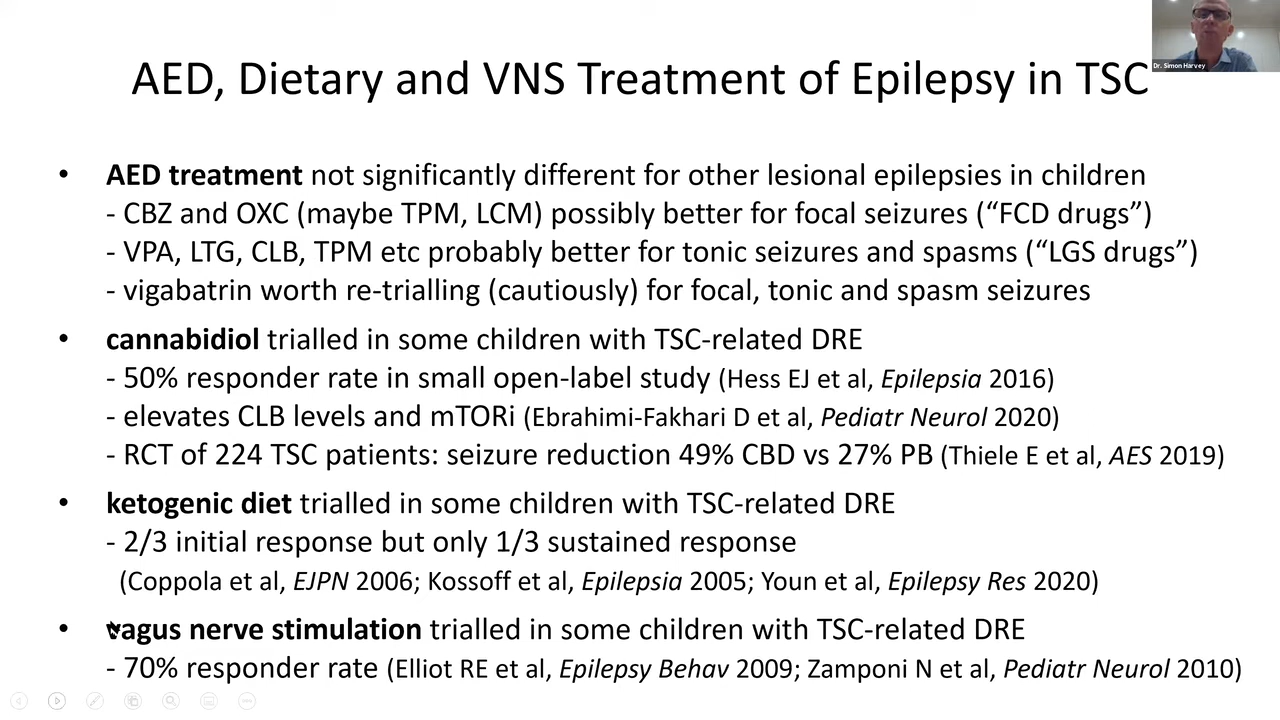 Dr. Simon Harvey
AED, Dietary and VNS Treatment of Epilepsy in TSC
• AED treatment not significantly different for other lesional epilepsies in children
- CBZ and OXC (maybe TPM, LCM) possibly better for focal seizures (“FCD drugs”)
- VPA, LTG, CLB, TPM etc probably better for tonic seizures and spasms (“LGS drugs”)
- vigabatrin worth re-trialling (cautiously) for focal, tonic and spasm seizures
• cannabidiol trialled in some children with TSC-related DRE
- 50% responder rate in small open-label study (Hess EJ et al, Epilepsia 2016)
- elevates CLB levels and mTORi (Ebrahimi-Fakhari D et al, Pediatr Neurol 2020)
- RCT of 224 TSC patients: seizure reduction 49% CBD vs 27% PB (Thiele E et al, AES 2019)
• ketogenic diet trialled in some children with TSC-related DRE
- 2/3 initial response but only 1/3 sustained response
(Coppola et al, EJPN 2006; Kossoff et al, Epilepsia 2005; Youn et al, Epilepsy Res 2020)
• vagus nerve stimulation trialled in some children with TSC-related DRE
- 70% responder rate (Elliot RE et al, Epilepsy Behav 2009; Zamponi N et al, Pediatr Neurol 2010)